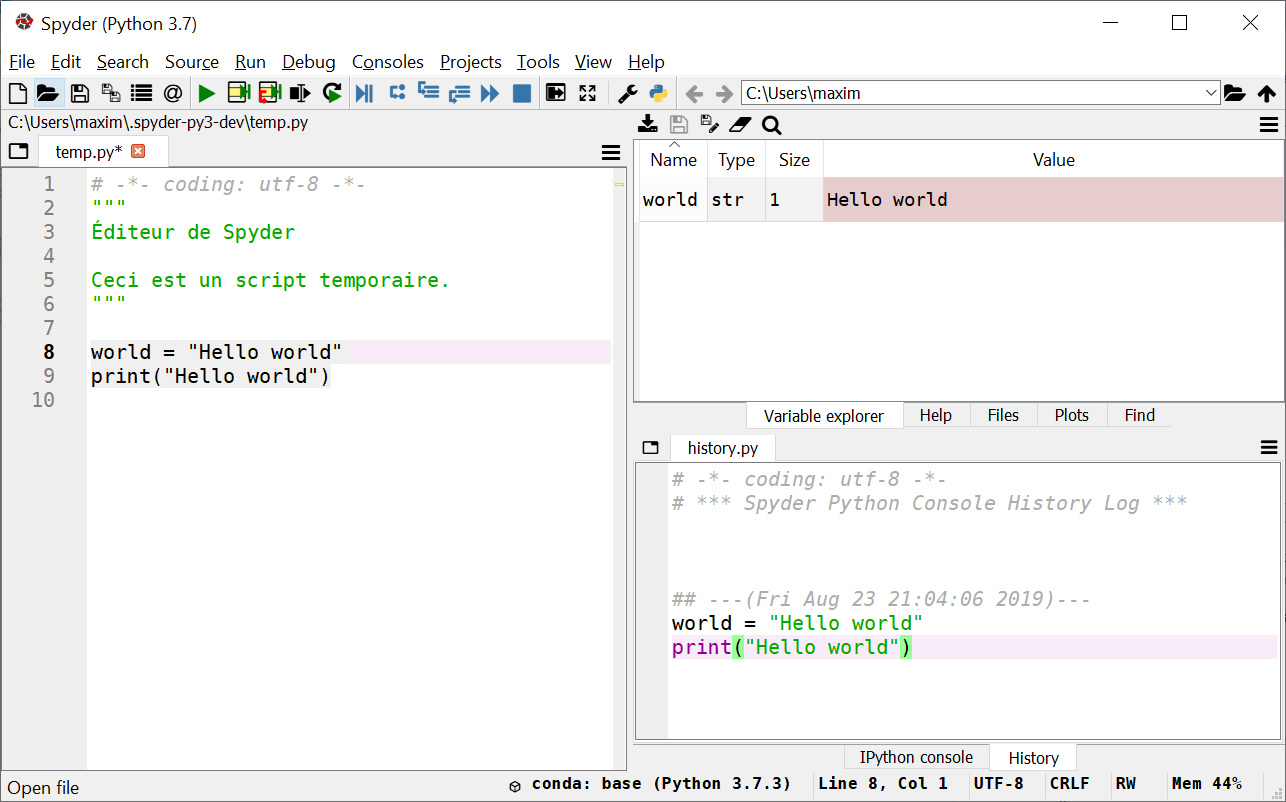 Spyder (Python 3.7)
File Edit Search Source Run Debug Consoles Projects Tools View Help
C:\Users\maxim
C:\Users\maxim\.spyder-py3-dev\temp.py
temp.py*
1 # -*- coding: utf-8 -*-
2 """
3 Éditeur de Spyder
4
5 Ceci est un script temporaire.
6 """
7
8 world = "Hello world"
9 print("Hello world")
10
Name Type Size Value
world str 1 Hello world
Variable explorer Help Files Plots Find
history.py
# -*- coding: utf-8 -*-
# *** Spyder Python Console History Log ***
## ---(Fri Aug 23 21:04:06 2019)---
world = "Hello world"
print("Hello world")
IPython console History
Open file conda: base (Python 3.7.3) Line 8, Col 1 UTF-8 CRLF RW Mem 44%